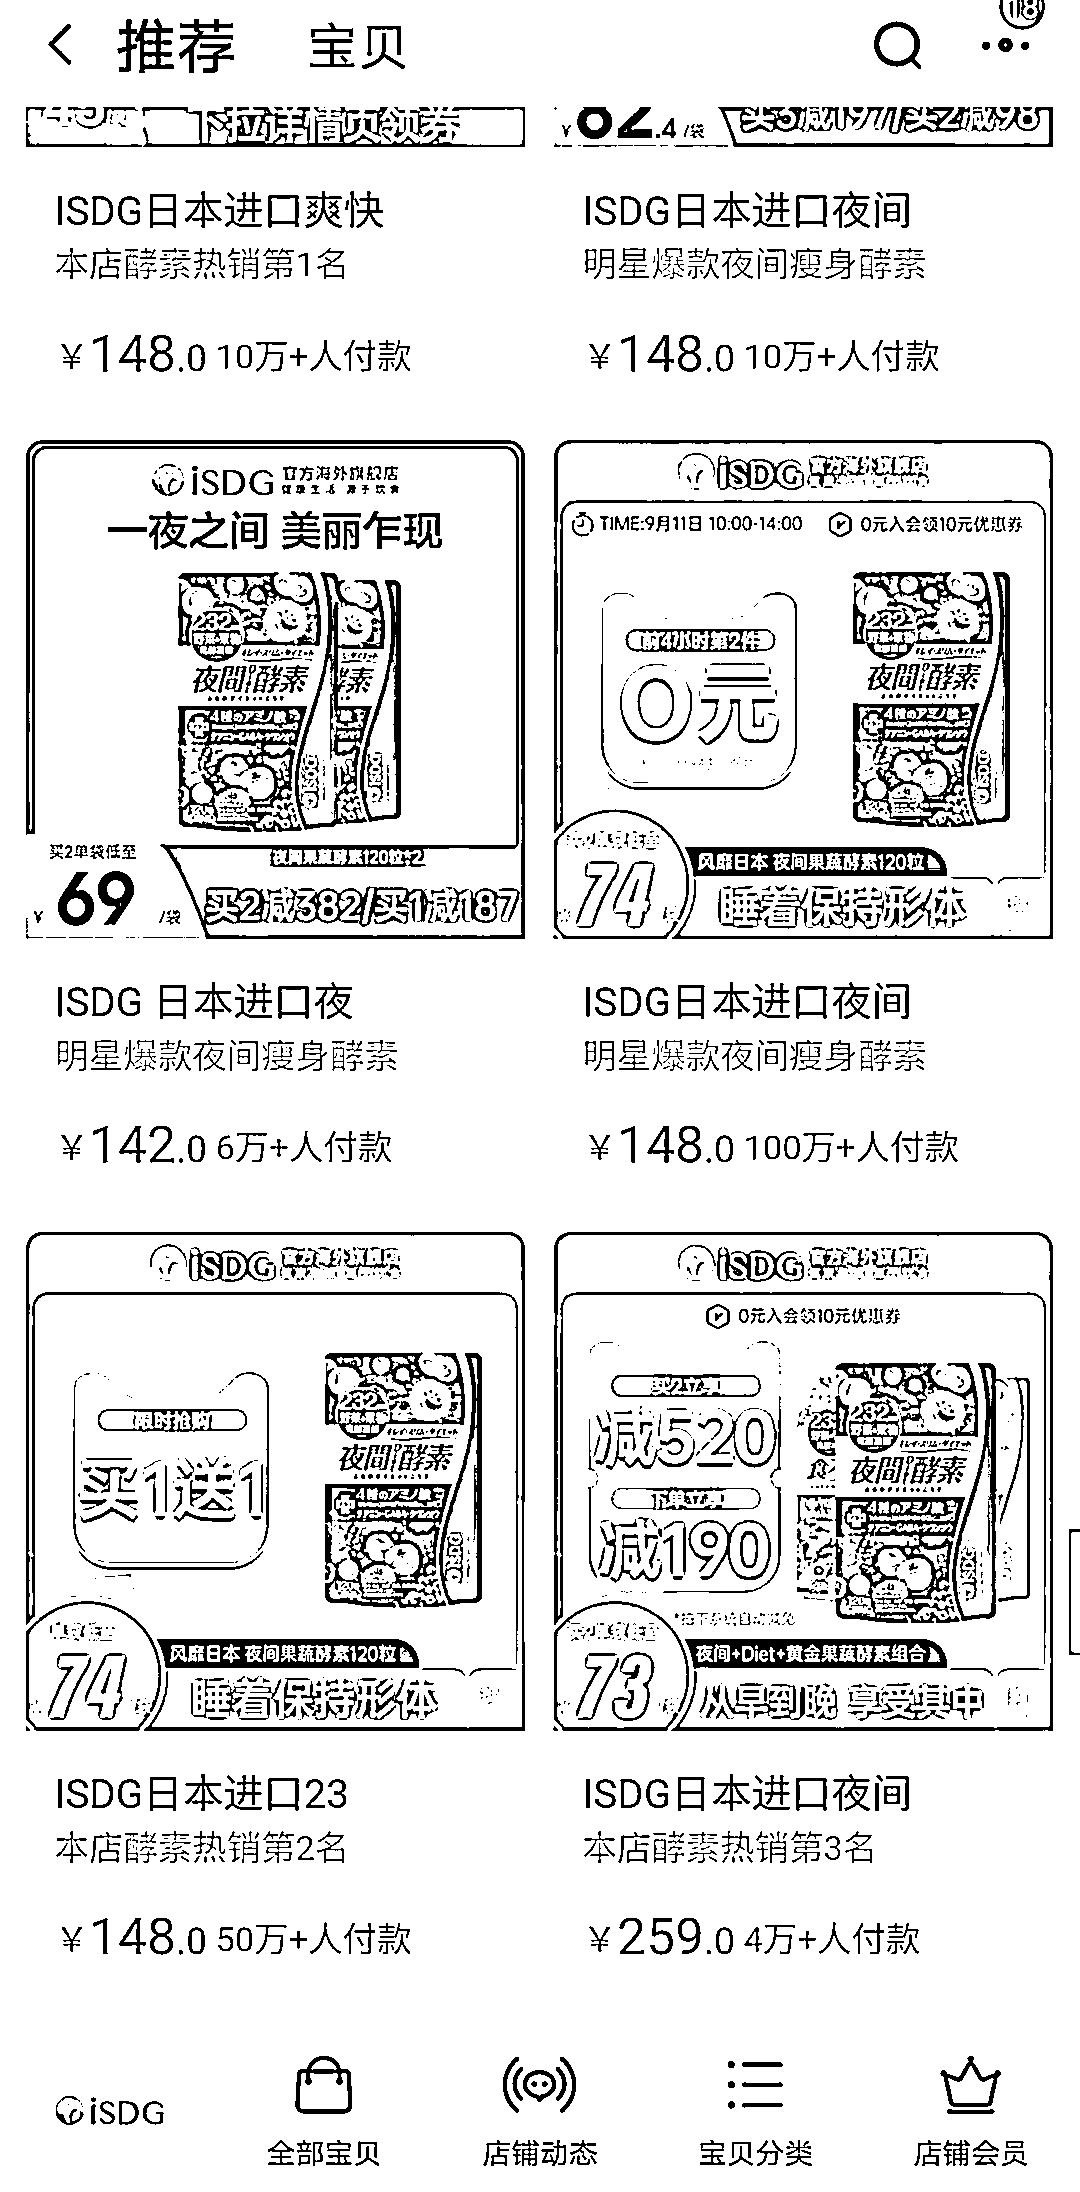 推荐 宝贝
18
下拉详情页领券
¥ 82.4 /袋 买3减197/买2减98
ISDG日本进口爽快
本店酵素热销第1名
¥148.0 10万+人付款
ISDG日本进口夜间
明星爆款夜间瘦身酵素
¥148.0 10万+人付款
iSDG 官方海外旗舰店
健康生活 源于饮食
一夜之间 美丽乍现
232
夜間酵素
买2单袋低至
¥ 69 /袋
夜间果蔬酵素120粒*2
买2减382/买1减187
ISDG 日本进口夜
明星爆款夜间瘦身酵素
¥142.0 6万+人付款
iSDG 官方海外旗舰店
TIME:9月11日 10:00-14:00 0元入会领10元优惠券
前4小时第2件
0元
232
夜間酵素
74
风靡日本 夜间果蔬酵素120粒
睡着保持形体
ISDG日本进口夜间
明星爆款夜间瘦身酵素
¥148.0 100万+人付款
iSDG 官方海外旗舰店
限时抢购
买1送1
232
夜間酵素
74
风靡日本 夜间果蔬酵素120粒
睡着保持形体
ISDG日本进口23
本店酵素热销第2名
¥148.0 50万+人付款
iSDG 官方海外旗舰店
0元入会领10元优惠券
买2立享
减520
下单立享
减190
232
夜間酵素
73
夜间+Diet+黄金果蔬酵素组合
从早到晚 享受其中
ISDG日本进口夜间
本店酵素热销第3名
¥259.0 4万+人付款
iSDG
全部宝贝
店铺动态
宝贝分类
店铺会员